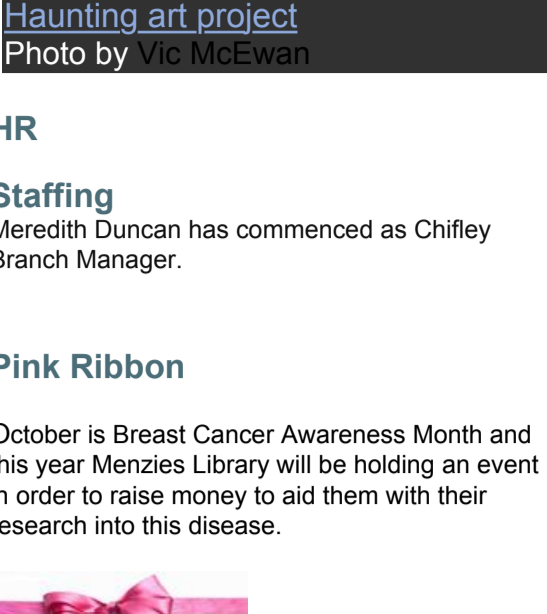 Haunting art project
Photo by Vic McEwan
HR
Staffing
Meredith Duncan has commenced as Chifley
Branch Manager.
Pink Ribbon
October is Breast Cancer Awareness Month and
this year Menzies Library will be holding an event
in order to raise money to aid them with their
research into this disease.